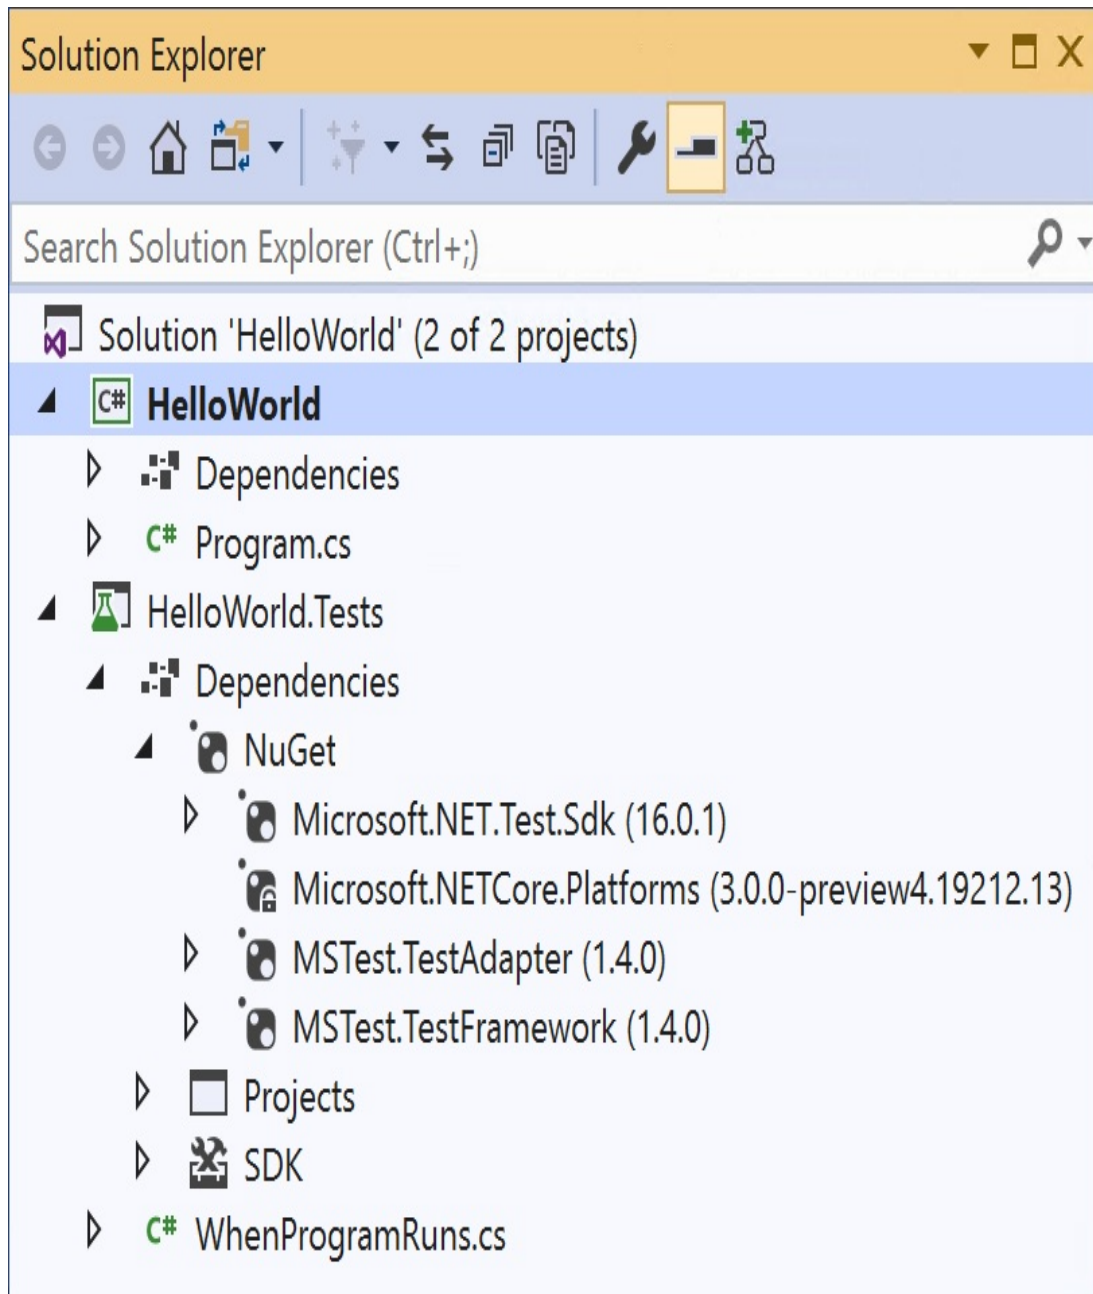 Solution Explorer
Search Solution Explorer (Ctrl+;)
Solution 'HelloWorld' (2 of 2 projects)
C# HelloWorld
Dependencies
C# Program.cs
HelloWorld.Tests
Dependencies
NuGet
Microsoft.NET.Test.Sdk (16.0.1)
Microsoft.NETCore.Platforms (3.0.0-preview4.19212.13)
MSTest.TestAdapter (1.4.0)
MSTest.TestFramework (1.4.0)
Projects
SDK
C# WhenProgramRuns.cs